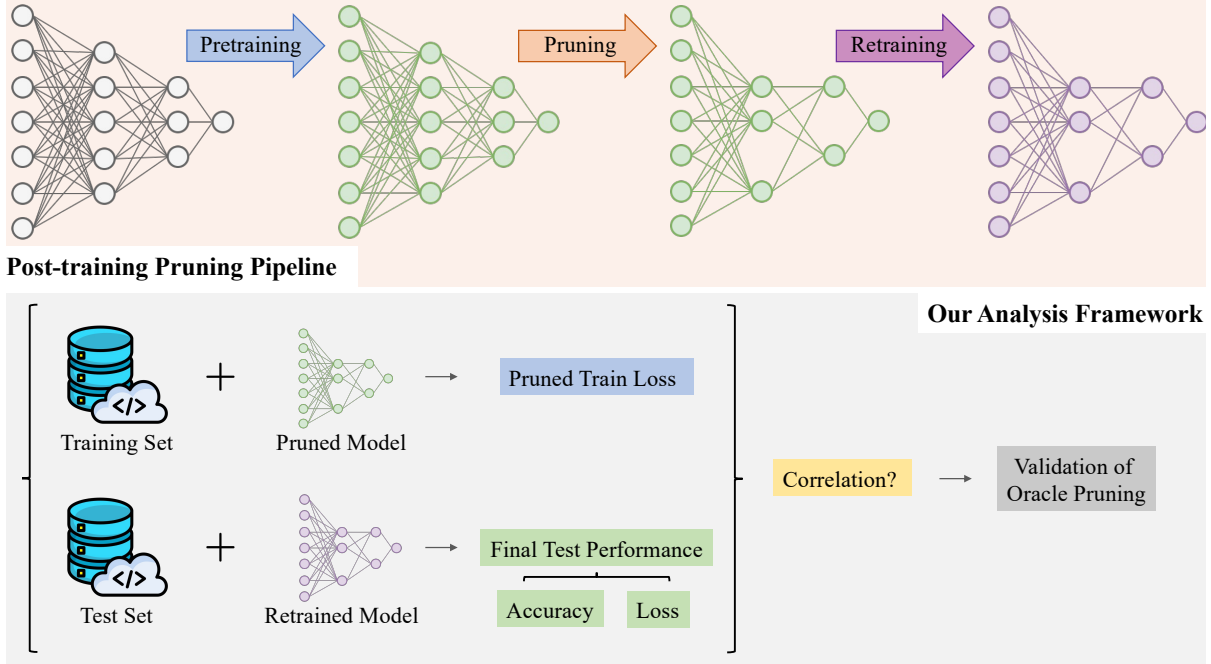 Pretraining
Pruning
Retraining
Post-training Pruning Pipeline
Our Analysis Framework
</>
Training Set
+
Pruned Model
Pruned Train Loss
Correlation?
Validation of
Oracle Pruning
</>
Test Set
+
Retrained Model
Final Test Performance
Accuracy
Loss